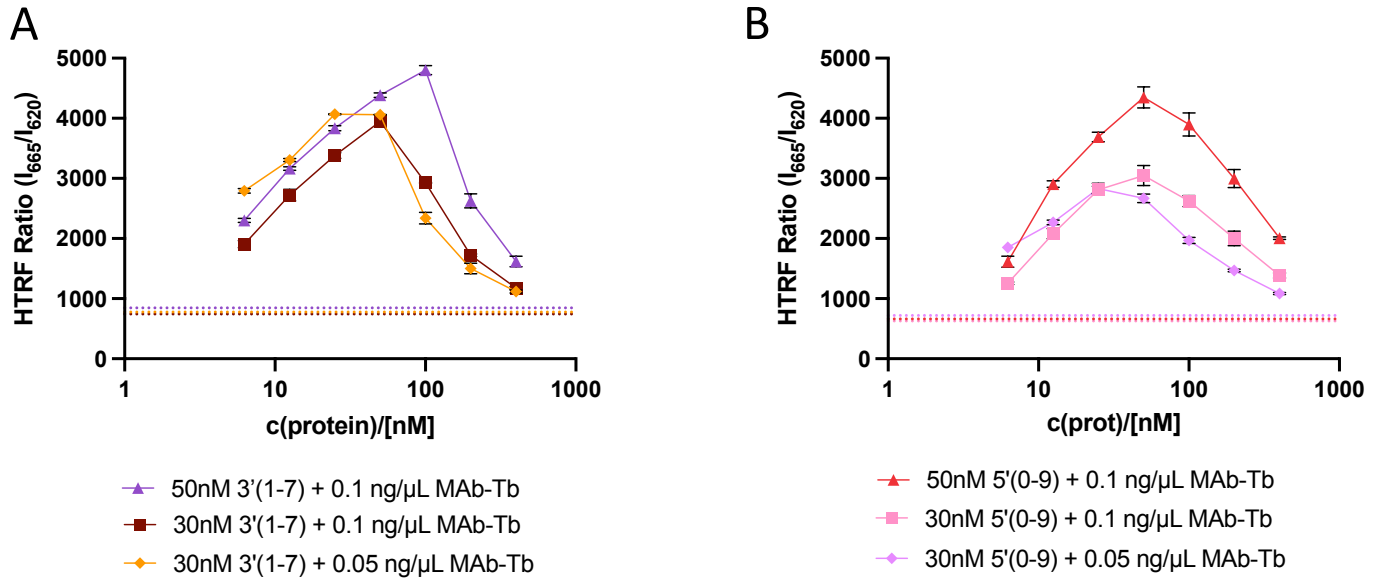 A
HTRF Ratio (I665/I620)
5000
4000
3000
2000
1000
0
1
10
100
1000
c(protein)/[nM]
50nM 3'(1-7) + 0.1 ng/µL MAb-Tb
30nM 3'(1-7) + 0.1 ng/µL MAb-Tb
30nM 3'(1-7) + 0.05 ng/µL MAb-Tb
B
HTRF Ratio (I665/I620)
5000
4000
3000
2000
1000
0
1
10
100
1000
c(prot)/[nM]
50nM 5'(0-9) + 0.1 ng/µL MAb-Tb
30nM 5'(0-9) + 0.1 ng/µL MAb-Tb
30nM 5'(0-9) + 0.05 ng/µL MAb-Tb